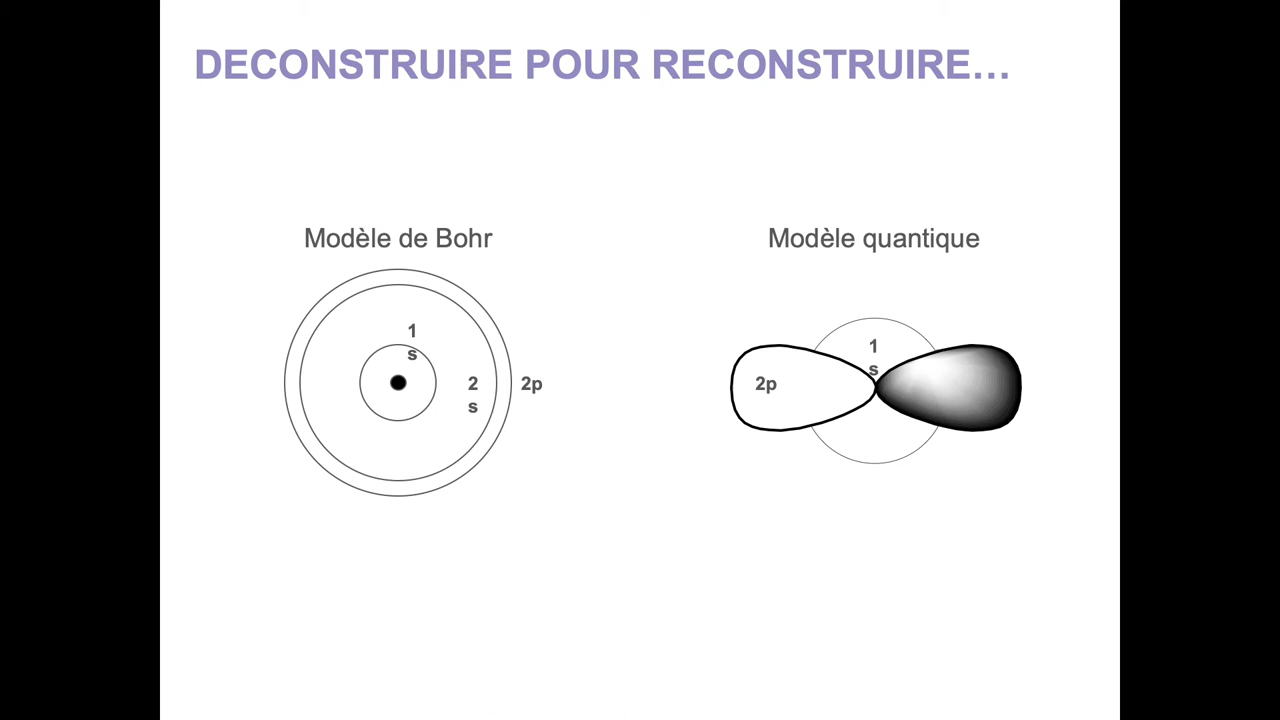 DECONSTRUIRE POUR RECONSTRUIRE…
Modèle de Bohr
1
s
2
s
2p
Modèle quantique
1
s
2p